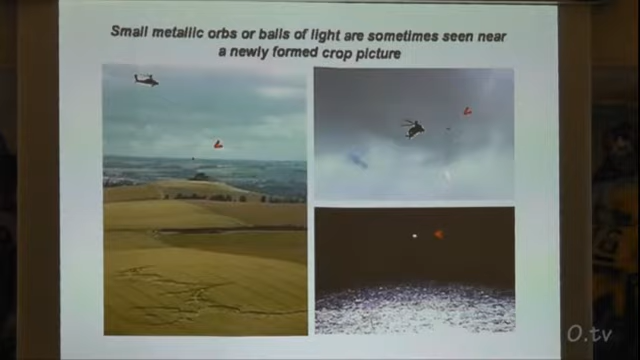 Small metallic orbs or balls of light are sometimes seen near
a newly formed crop picture
O.tv